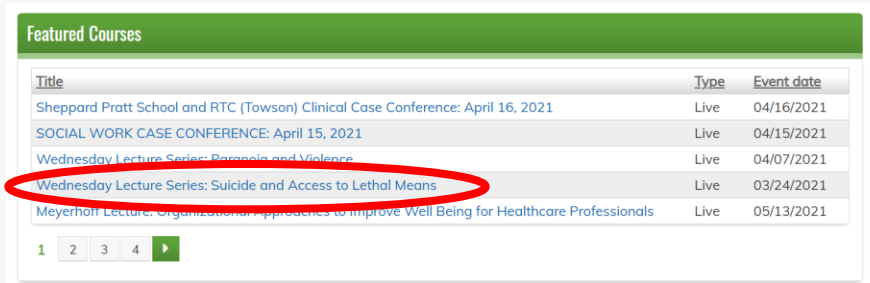 Featured Courses
Title Type Event date
Sheppard Pratt School and RTC (Towson) Clinical Case Conference: April 16, 2021 Live 04/16/2021
SOCIAL WORK CASE CONFERENCE: April 15, 2021 Live 04/15/2021
Wednesday Lecture Series: Paranoia and Violence Live 04/07/2021
Wednesday Lecture Series: Suicide and Access to Lethal Means Live 03/24/2021
Meyerhoff Lecture: Organizational Approaches to Improve Well Being for Healthcare Professionals Live 05/13/2021
1 2 3 4